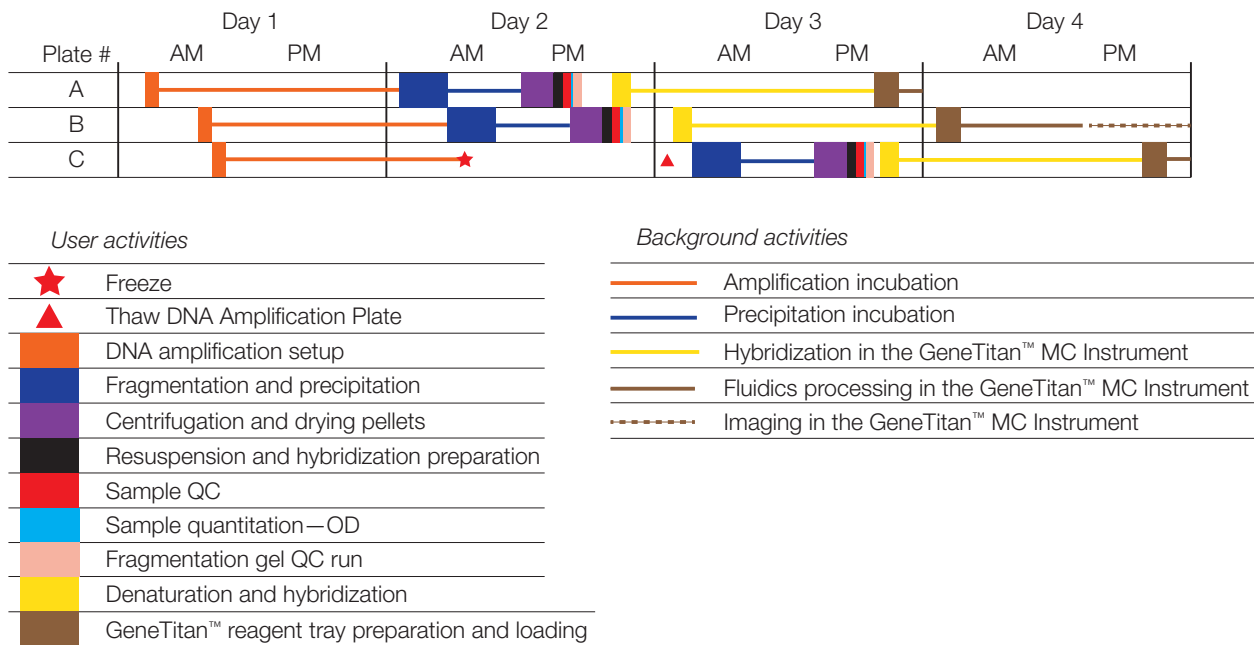 Day 1 Day 2 Day 3 Day 4
Plate # AM PM AM PM AM PM AM PM
A
B
C
User activities
Freeze
Thaw DNA Amplification Plate
DNA amplification setup
Fragmentation and precipitation
Centrifugation and drying pellets
Resuspension and hybridization preparation
Sample QC
Sample quantitation—OD
Fragmentation gel QC run
Denaturation and hybridization
GeneTitan™ reagent tray preparation and loading
Background activities
Amplification incubation
Precipitation incubation
Hybridization in the GeneTitan™ MC Instrument
Fluidics processing in the GeneTitan™ MC Instrument
Imaging in the GeneTitan™ MC Instrument